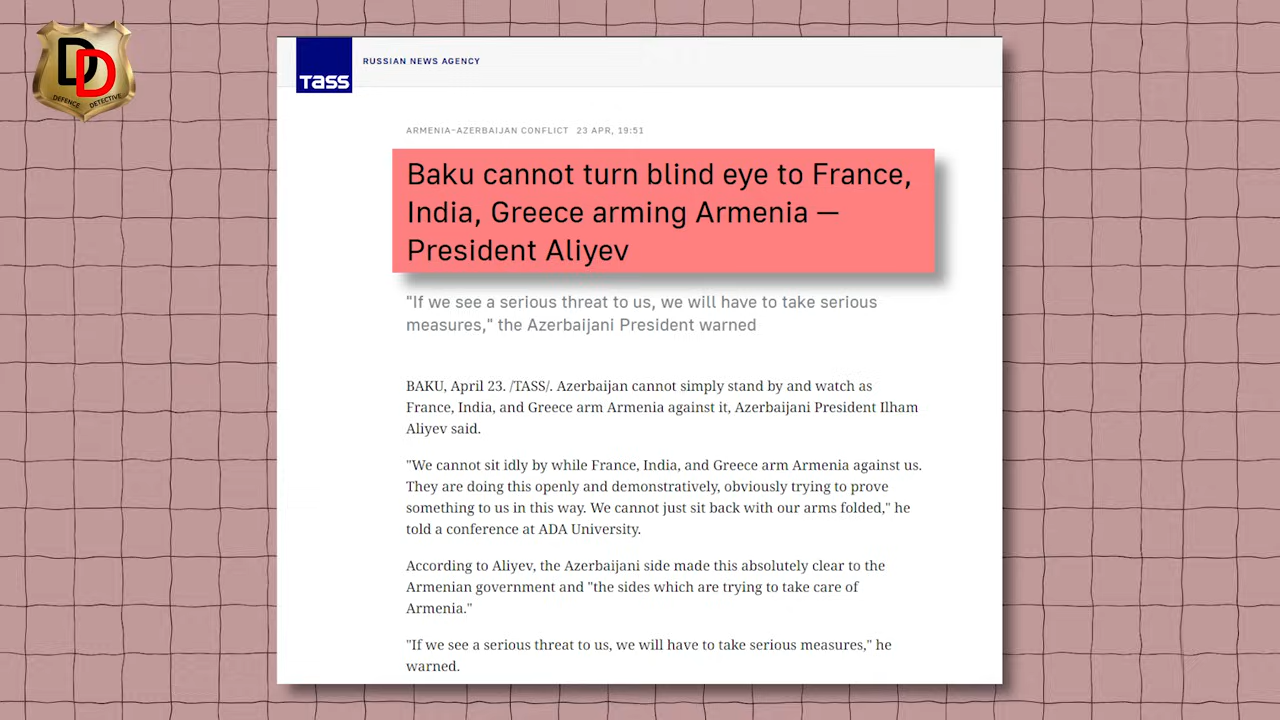 DD
DEFENCE DETECTIVE
TASS
RUSSIAN NEWS AGENCY
ARMENIA–AZERBAIJAN CONFLICT 23 APR, 19:51
Baku cannot turn blind eye to France,
India, Greece arming Armenia —
President Aliyev
"If we see a serious threat to us, we will have to take serious
measures," the Azerbaijani President warned
BAKU, April 23. /TASS/. Azerbaijan cannot simply stand by and watch as
France, India, and Greece arm Armenia against it, Azerbaijani President Ilham
Aliyev said.
"We cannot sit idly by while France, India, and Greece arm Armenia against us.
They are doing this openly and demonstratively, obviously trying to prove
something to us in this way. We cannot just sit back with our arms folded," he
told a conference at ADA University.
According to Aliyev, the Azerbaijani side made this absolutely clear to the
Armenian government and "the sides which are trying to take care of
Armenia."
"If we see a serious threat to us, we will have to take serious measures," he
warned.